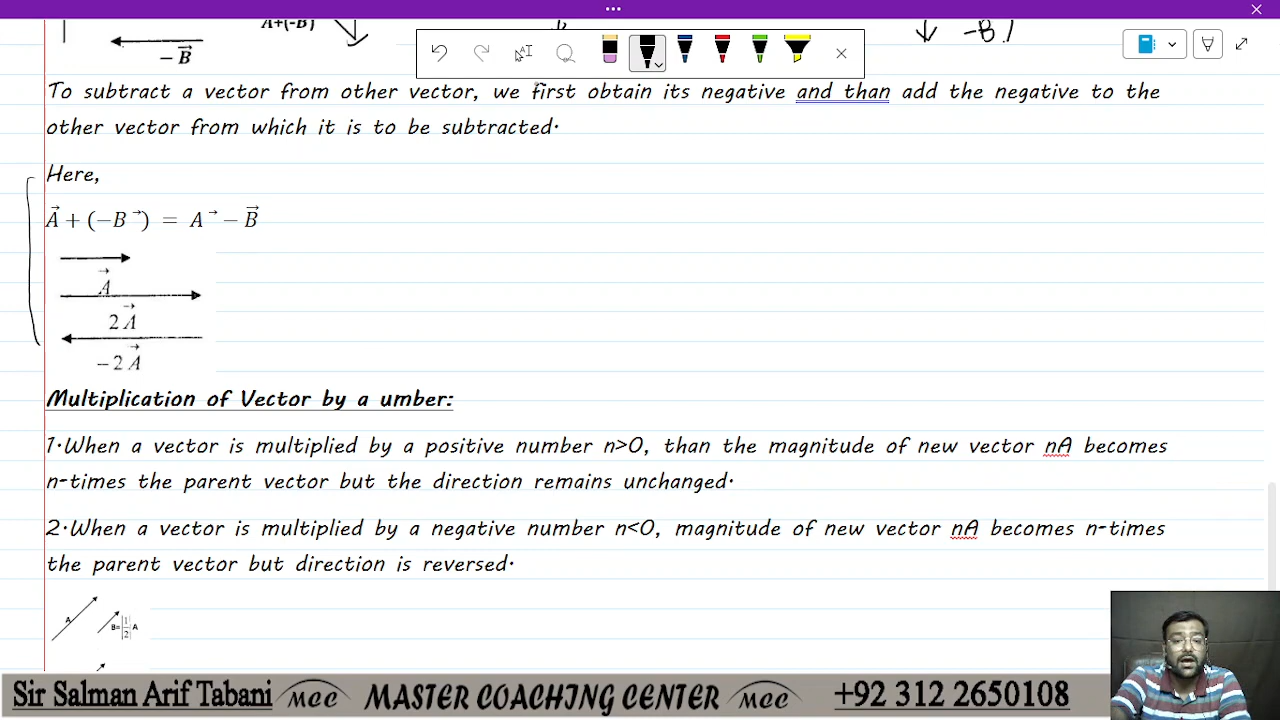 A+(-B)
-B⃗
-B
To subtract a vector from other vector, we first obtain its negative and than add the negative to the
other vector from which it is to be subtracted.
Here,
A⃗ + (−B⃗) = A⃗ − B⃗
A⃗
2A⃗
−2A⃗
Multiplication of Vector by a umber:
1.When a vector is multiplied by a positive number n>0, than the magnitude of new vector nA becomes
n-times the parent vector but the direction remains unchanged.
2.When a vector is multiplied by a negative number n<0, magnitude of new vector nA becomes n-times
the parent vector but direction is reversed.
A
B=|1/2| A
Sir Salman Arif Tabani MCC MASTER COACHING CENTER MCC +92 312 2650108